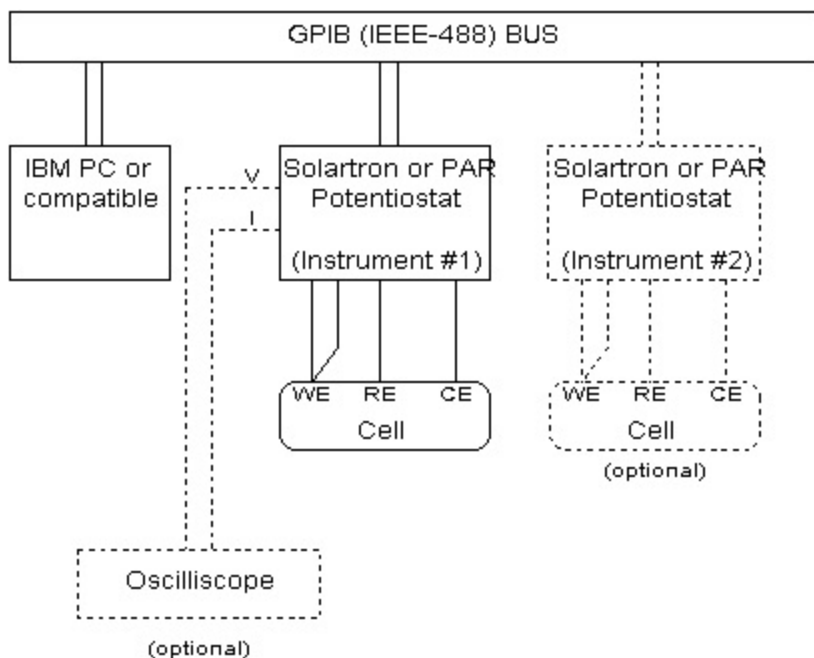 GPIB (IEEE-488) BUS
IBM PC or
compatible
V
I
Solartron or PAR
Potentiostat
(Instrument #1)
Solartron or PAR
Potentiostat
(Instrument #2)
WE RE CE
Cell
WE RE CE
Cell
(optional)
Oscilliscope
(optional)